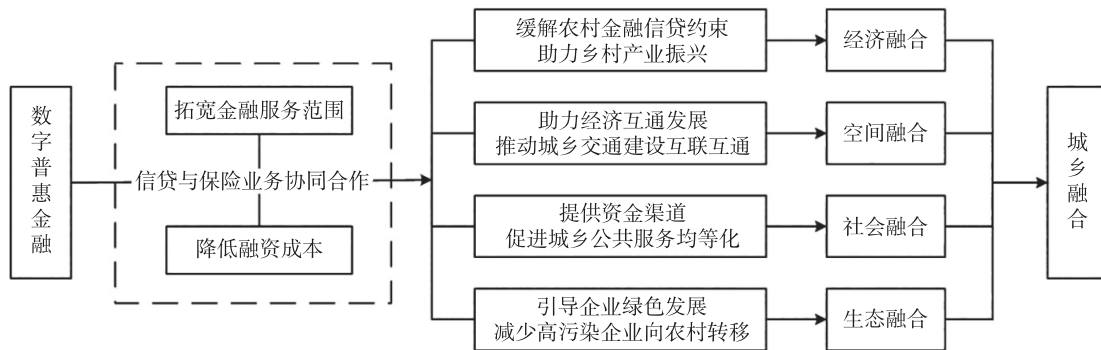 数字普惠金融
拓宽金融服务范围
信贷与保险业务协同合作
降低融资成本
缓解农村金融信贷约束
助力乡村产业振兴
经济融合
助力经济互通发展
推动城乡交通建设互联互通
空间融合
提供资金渠道
促进城乡公共服务均等化
社会融合
引导企业绿色发展
减少高污染企业向农村转移
生态融合
城乡融合